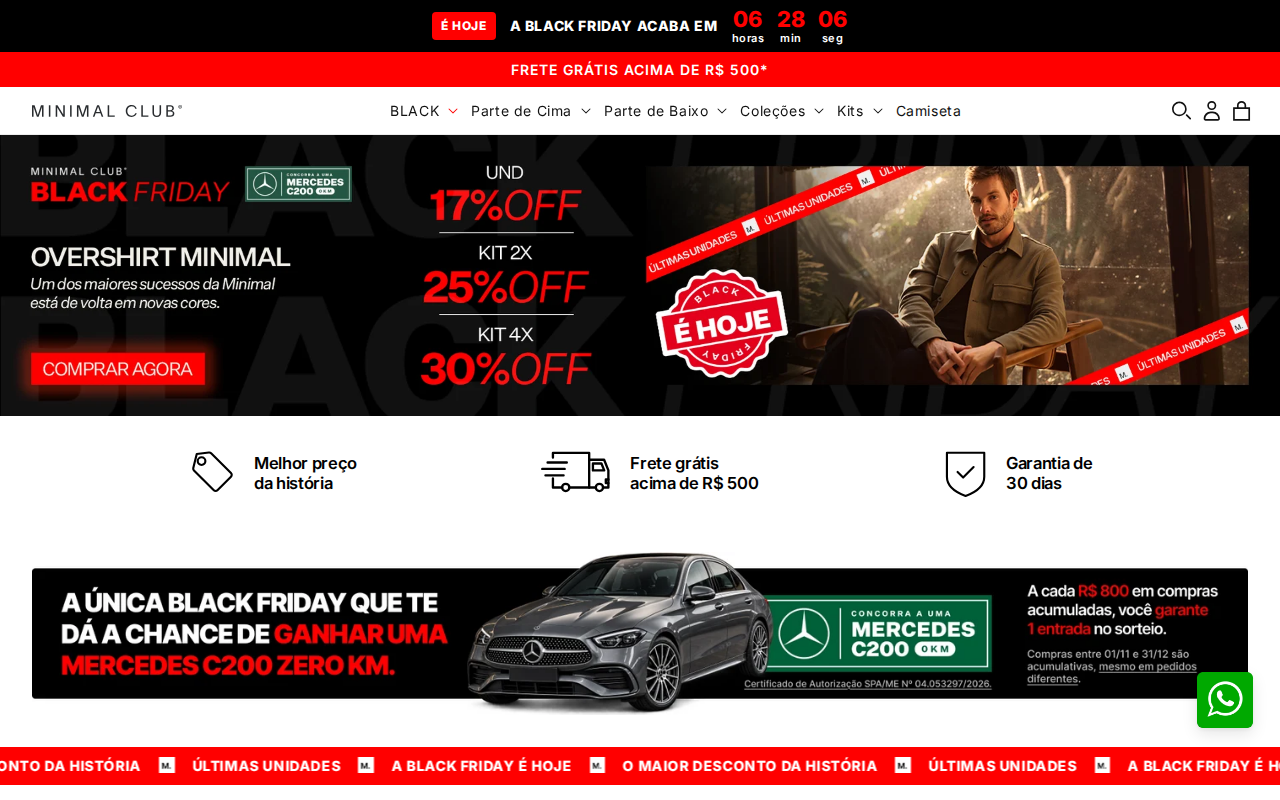 É HOJE
A BLACK FRIDAY ACABA EM
06 28 06
horas min seg
FRETE GRÁTIS ACIMA DE R$ 500*
MINIMAL CLUB®
BLACK Parte de Cima Parte de Baixo Coleções Kits Camiseta
MINIMAL CLUB®
BLACK FRIDAY
CONCORRA A UMA
MERCEDES
C200 0KM
OVERSHIRT MINIMAL
Um dos maiores sucessos da Minimal
está de volta em novas cores.
COMPRAR AGORA
UND
17%OFF
KIT 2X
25%OFF
KIT 4X
30%OFF
ÚLTIMAS UNIDADES M. ÚLTIMAS UNIDADES M. ÚLTI
BLACK
É HOJE
FRIDAY
DES M. ÚLTIMAS UNIDADES M.
BLACK FRIDAY
BLACK FRIDAY
Melhor preço
da história
Frete grátis
acima de R$ 500
Garantia de
30 dias
A ÚNICA BLACK FRIDAY QUE TE
DÁ A CHANCE DE GANHAR UMA
MERCEDES C200 ZERO KM.
CONCORRA A UMA
MERCEDES
C200 0KM
Certificado de Autorização SPA/ME Nº 04.053297/2026.
A cada R$ 800 em compras
acumuladas, você garante
1 entrada no sorteio.
Compras entre 01/11 e 31/12 são
acumulativas, mesmo em pedidos
diferentes.
ONTO DA HISTÓRIA M. ÚLTIMAS UNIDADES M. A BLACK FRIDAY É HOJE M. O MAIOR DESCONTO DA HISTÓRIA M. ÚLTIMAS UNIDADES M. A BLACK FRIDAY É H